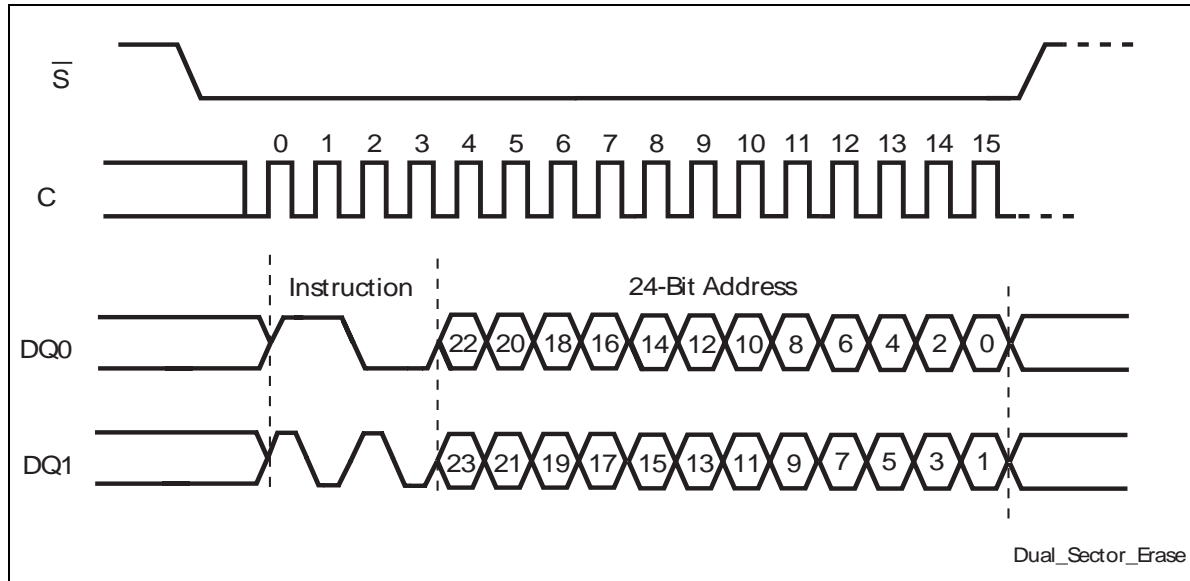 S
0 1 2 3 4 5 6 7 8 9 10 11 12 13 14 15
C
Instruction 24-Bit Address
DQ0 22 20 18 16 14 12 10 8 6 4 2 0
DQ1 23 21 19 17 15 13 11 9 7 5 3 1
Dual_Sector_Erase